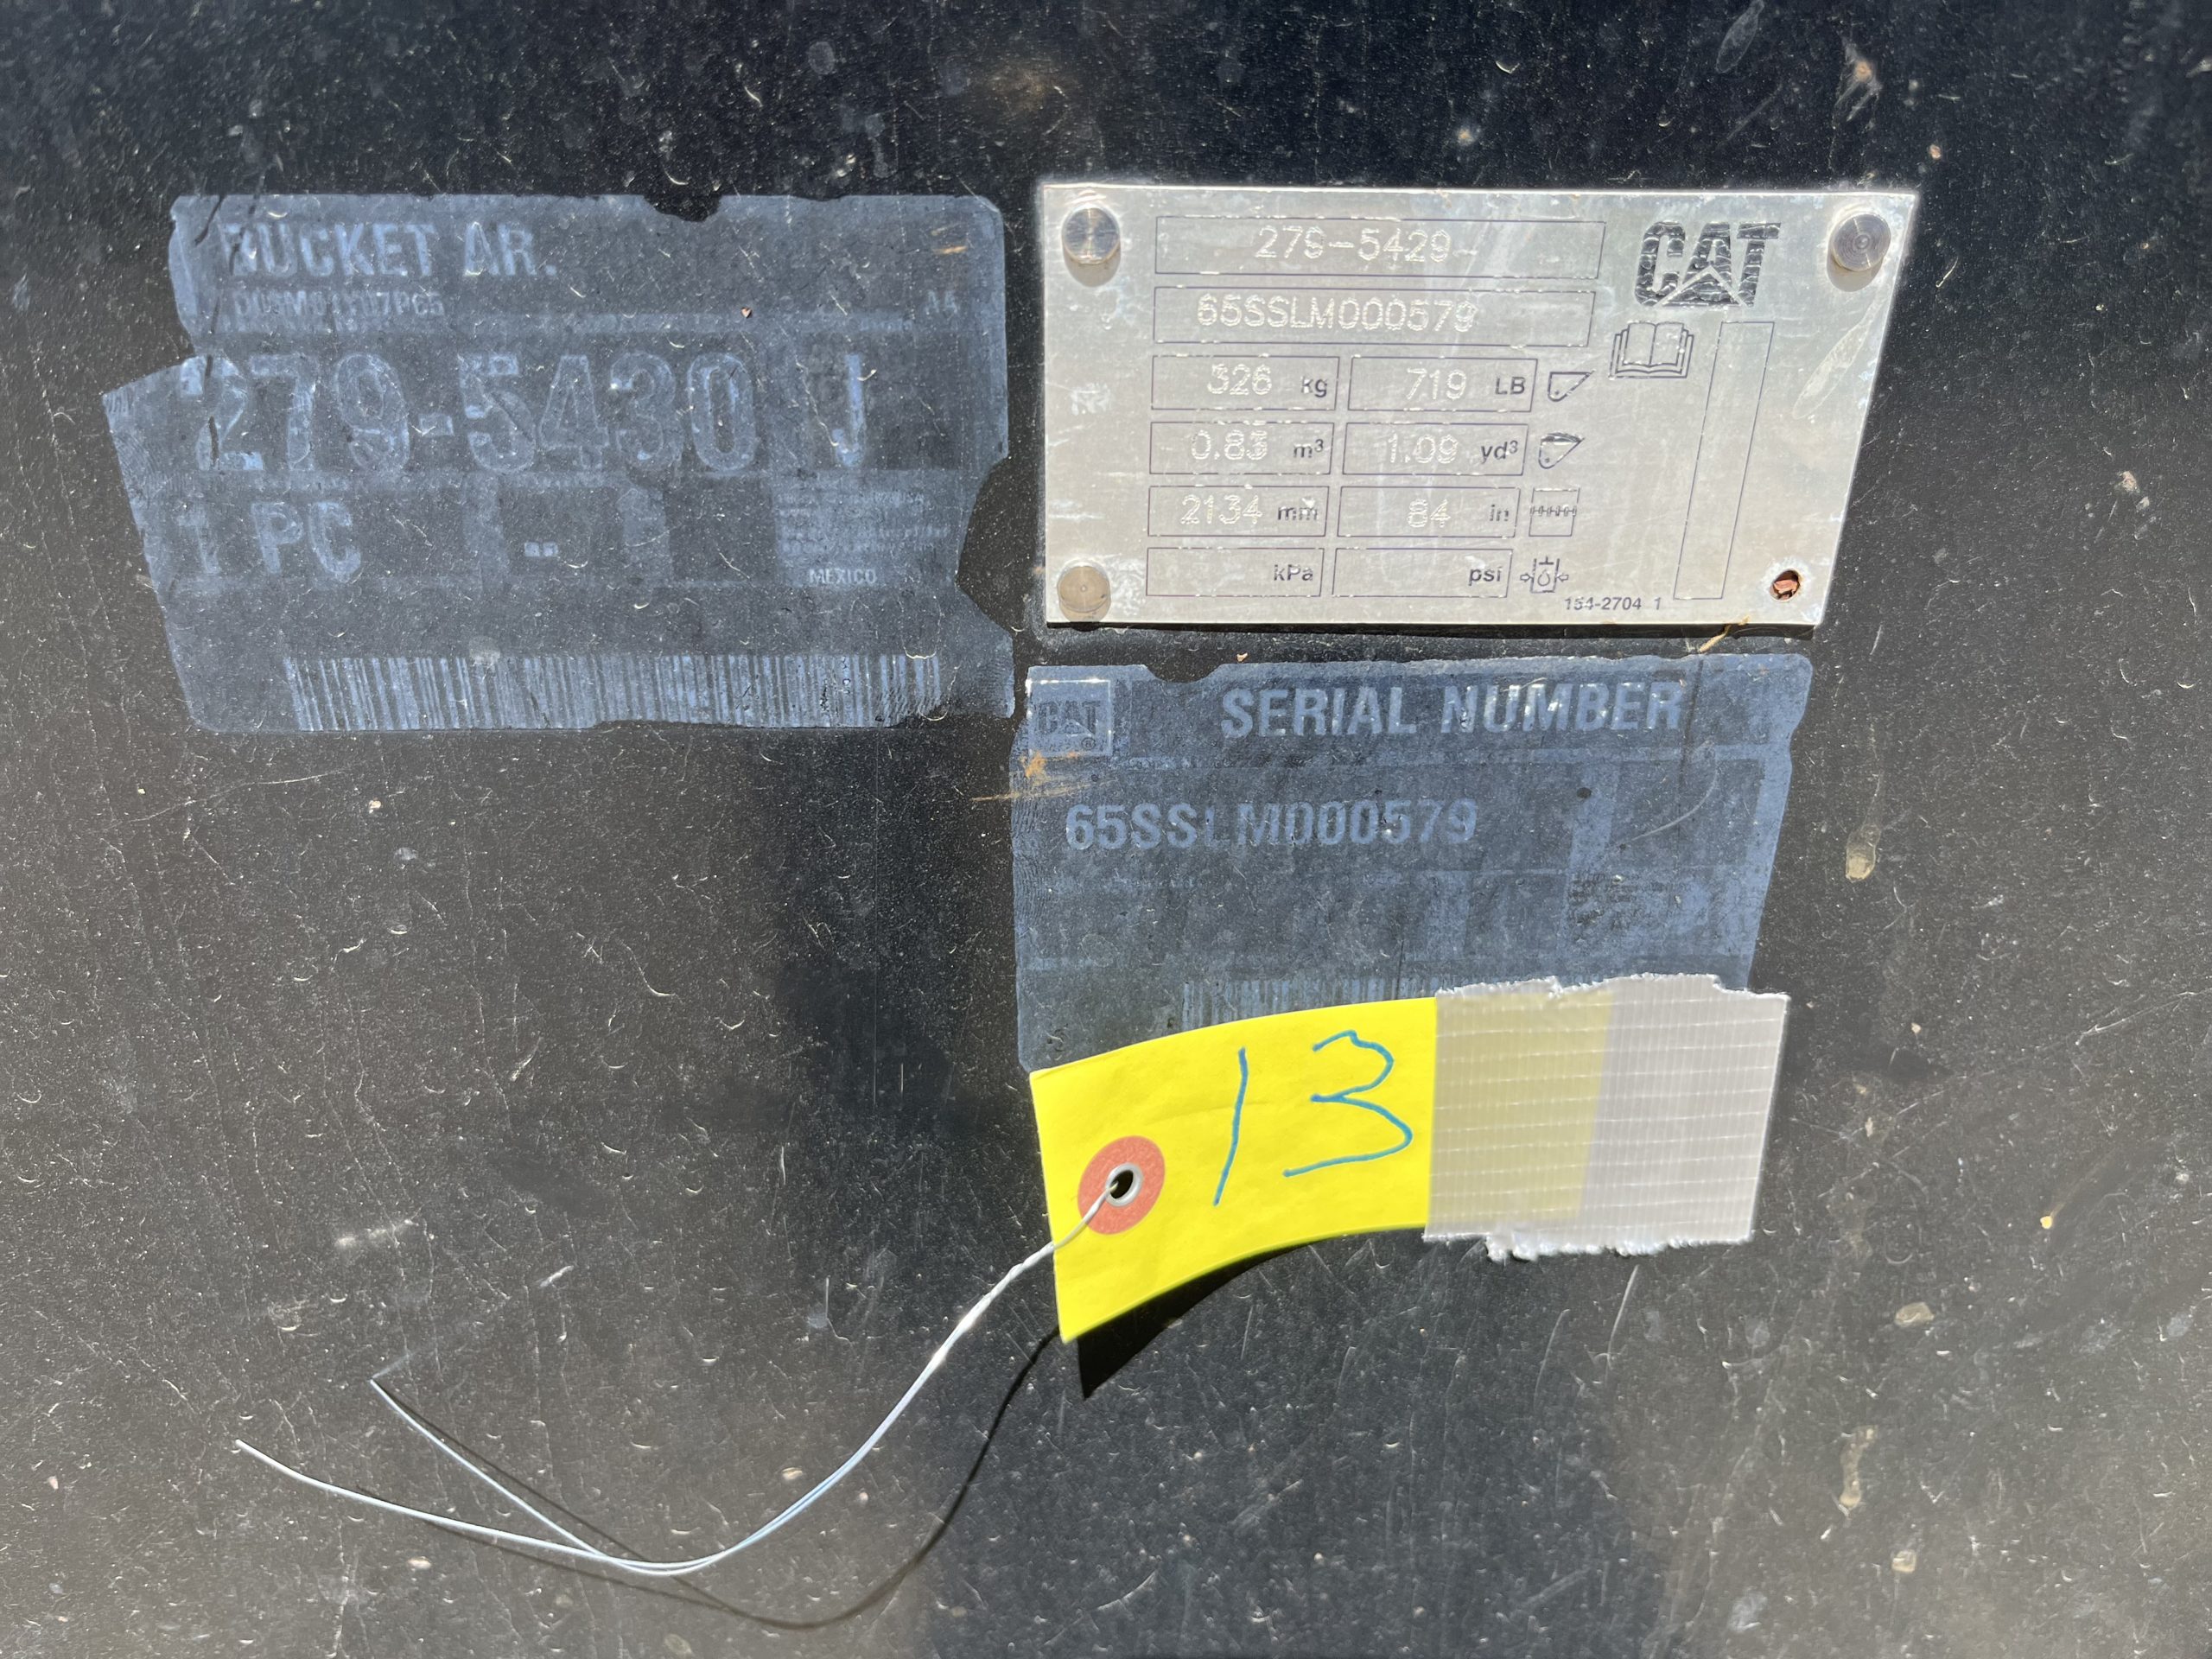 BUCKET AR.
279-5430 J
1 PC
MEXICO
279-5429-
CAT
65SSLM000579
326 kg 719 LB
0.83 m³ 1.09 yd³
2134 mm 84 in
kPa psi
154-2704 1
CAT
®
SERIAL NUMBER
65SSLM000579
13